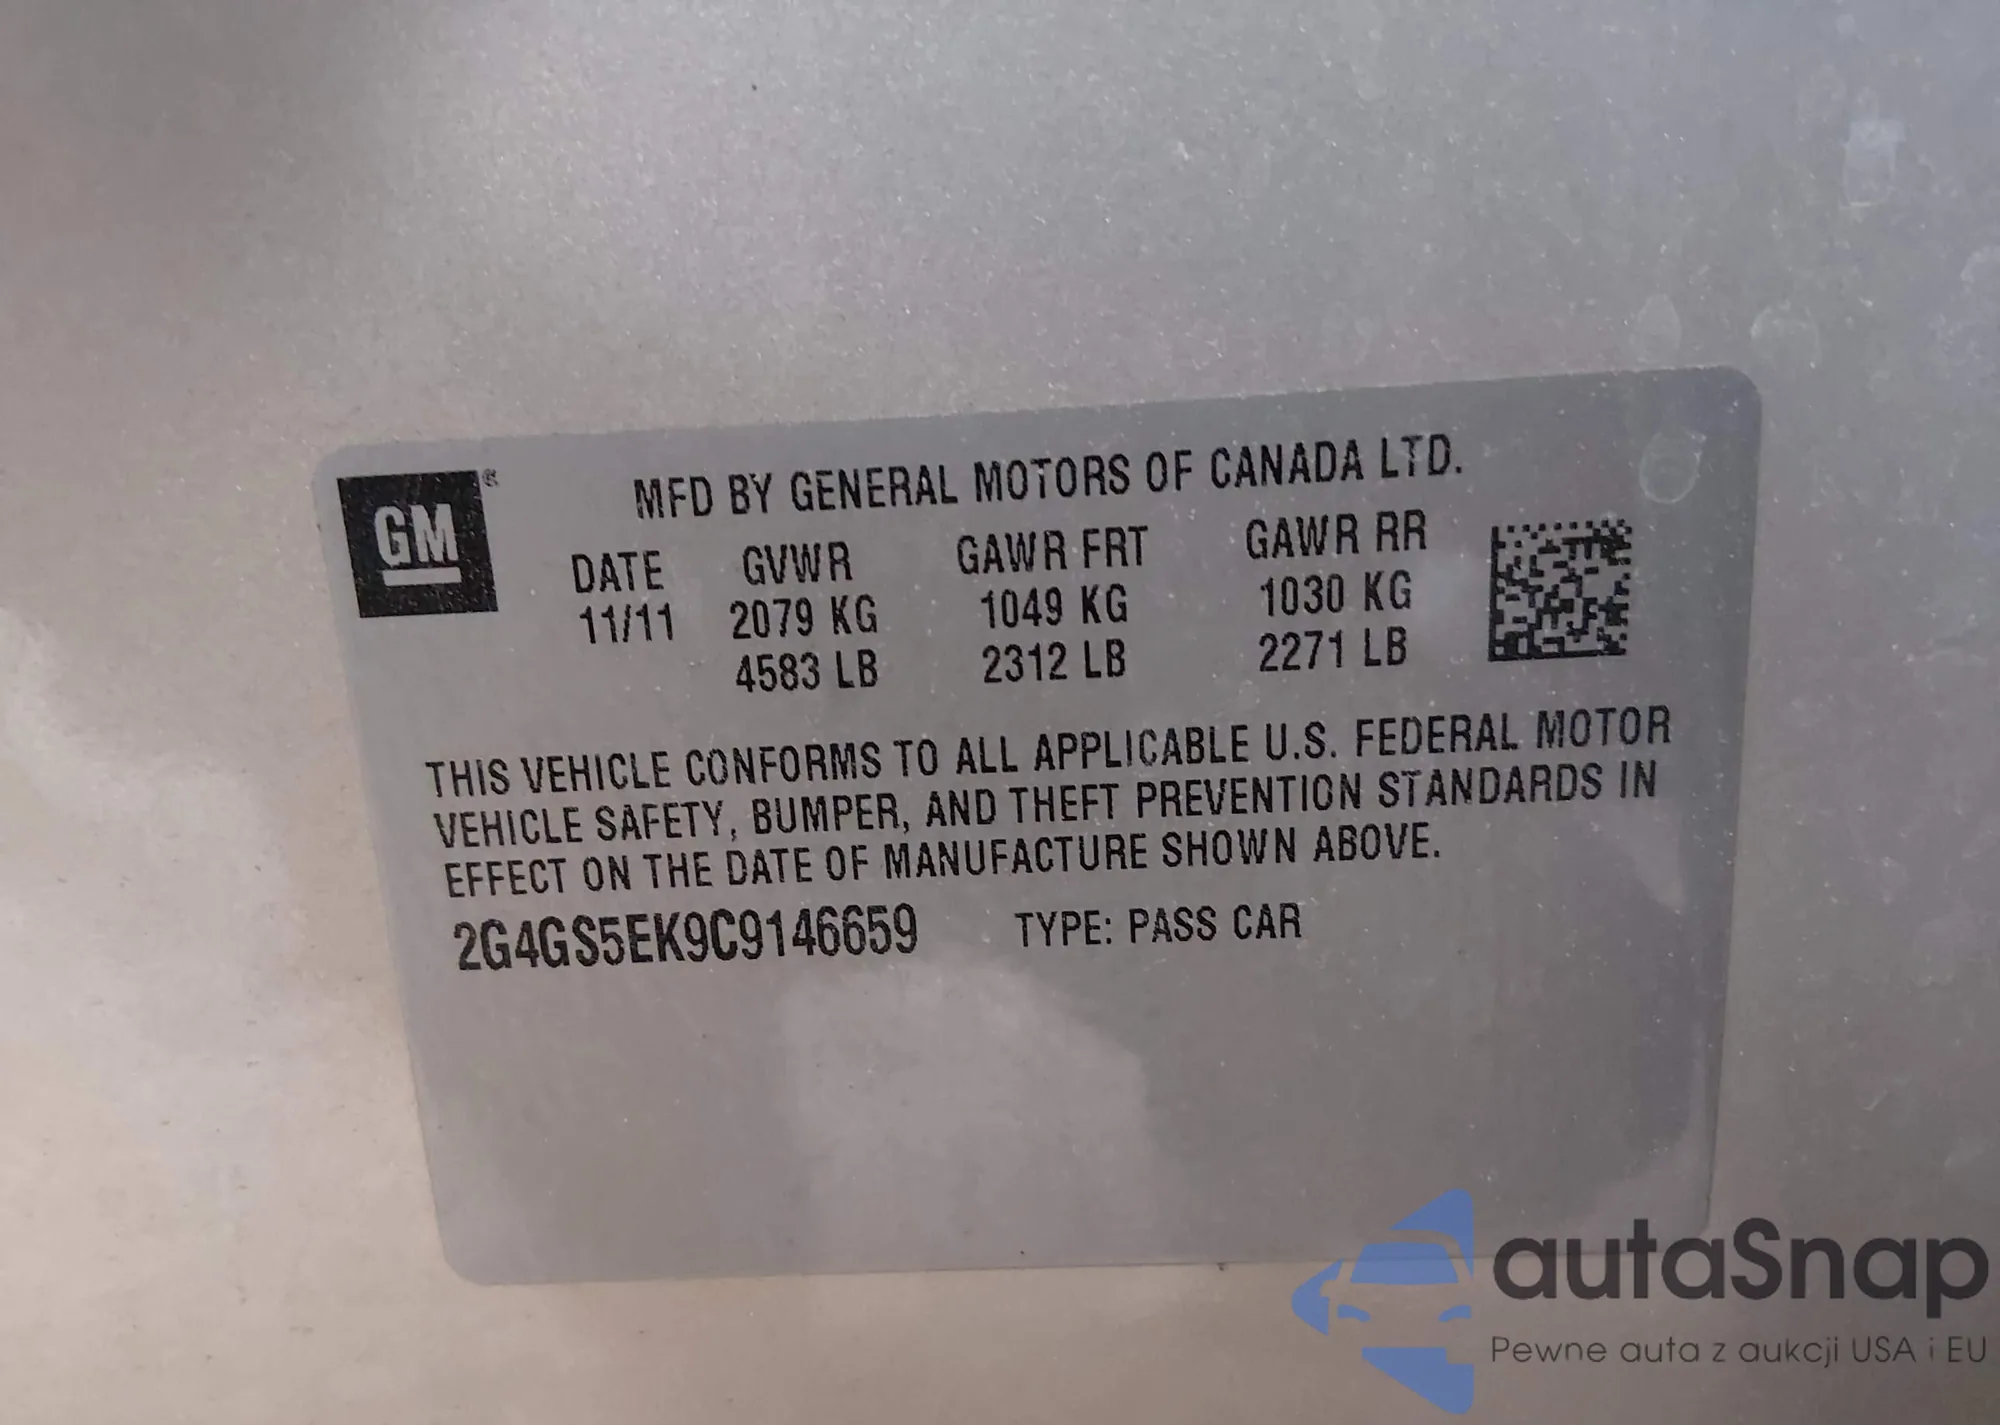 GM ®
MFD BY GENERAL MOTORS OF CANADA LTD.
DATE GVWR GAWR FRT GAWR RR
11/11 2079 KG 1049 KG 1030 KG
4583 LB 2312 LB 2271 LB
THIS VEHICLE CONFORMS TO ALL APPLICABLE U.S. FEDERAL MOTOR
VEHICLE SAFETY, BUMPER, AND THEFT PREVENTION STANDARDS IN
EFFECT ON THE DATE OF MANUFACTURE SHOWN ABOVE.
2G4GS5EK9C9146659 TYPE: PASS CAR
autaSnap
Pewne auta z aukcji USA i EU